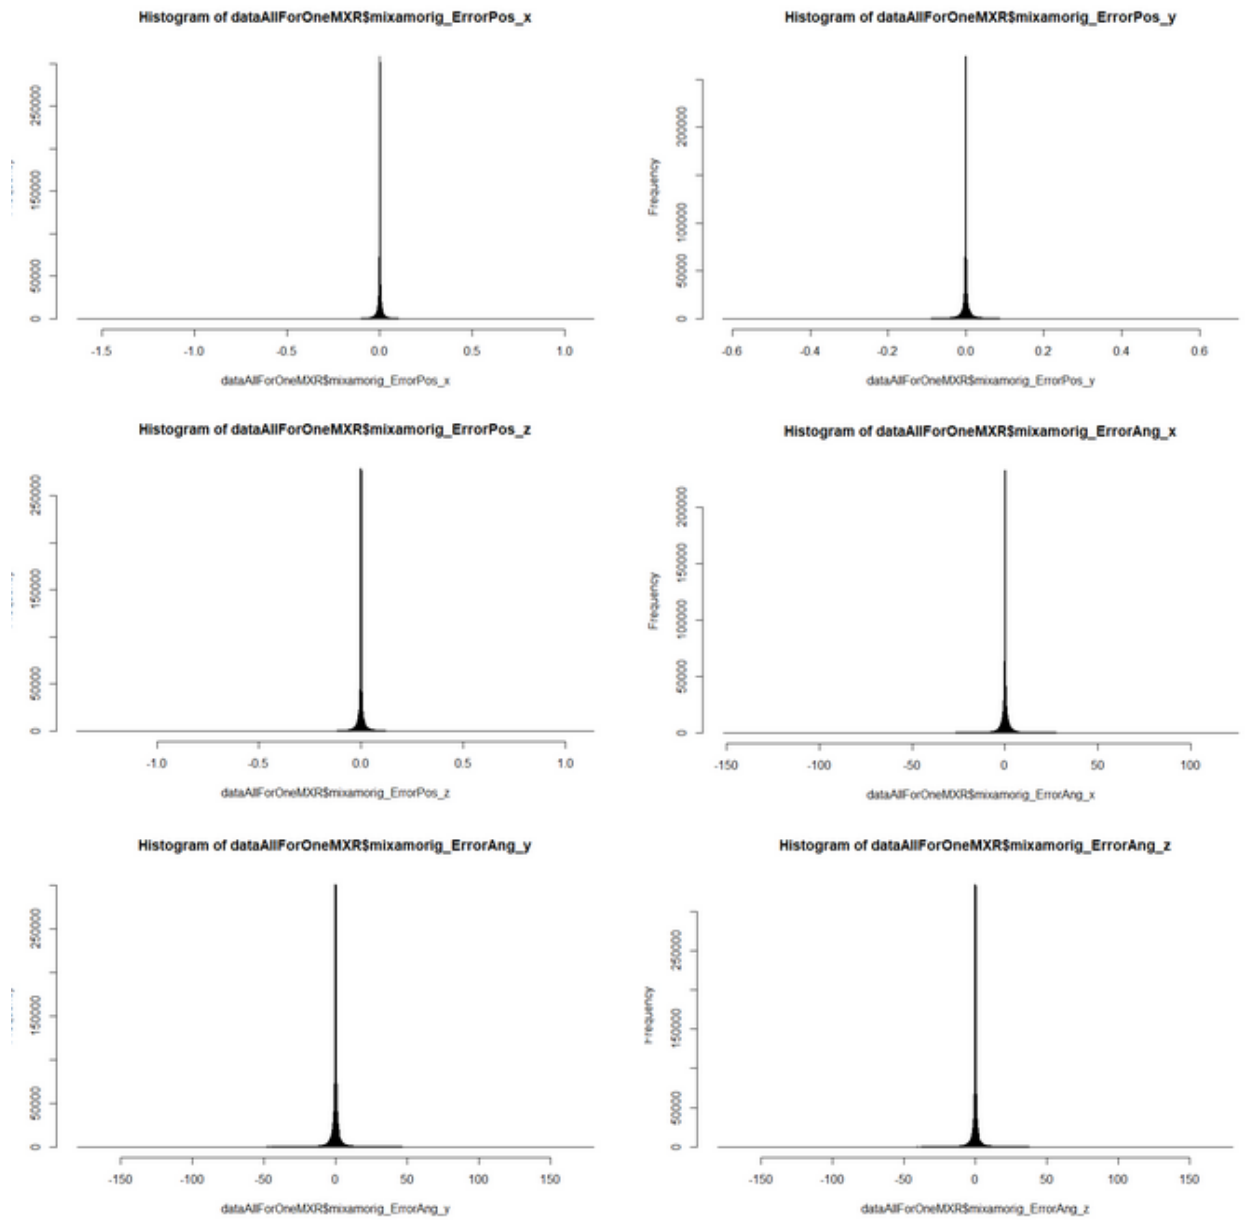 Histogram of dataAllForOneMXR$mixamorig_ErrorPos_x
250000
150000
50000
0
-1.5 -1.0 -0.5 0.0 0.5 1.0
dataAllForOneMXR$mixamorig_ErrorPos_x
Histogram of dataAllForOneMXR$mixamorig_ErrorPos_y
Frequency
200000
100000
50000
0
-0.6 -0.4 -0.2 0.0 0.2 0.4 0.6
dataAllForOneMXR$mixamorig_ErrorPos_y
Histogram of dataAllForOneMXR$mixamorig_ErrorPos_z
250000
150000
50000
0
-1.0 -0.5 0.0 0.5 1.0
dataAllForOneMXR$mixamorig_ErrorPos_z
Histogram of dataAllForOneMXR$mixamorig_ErrorAng_x
Frequency
200000
150000
100000
50000
0
-150 -100 -50 0 50 100
dataAllForOneMXR$mixamorig_ErrorAng_x
Histogram of dataAllForOneMXR$mixamorig_ErrorAng_y
250000
150000
50000
0
-150 -100 -50 0 50 100 150
dataAllForOneMXR$mixamorig_ErrorAng_y
Histogram of dataAllForOneMXR$mixamorig_ErrorAng_z
Frequency
250000
150000
50000
0
-150 -100 -50 0 50 100 150
dataAllForOneMXR$mixamorig_ErrorAng_z